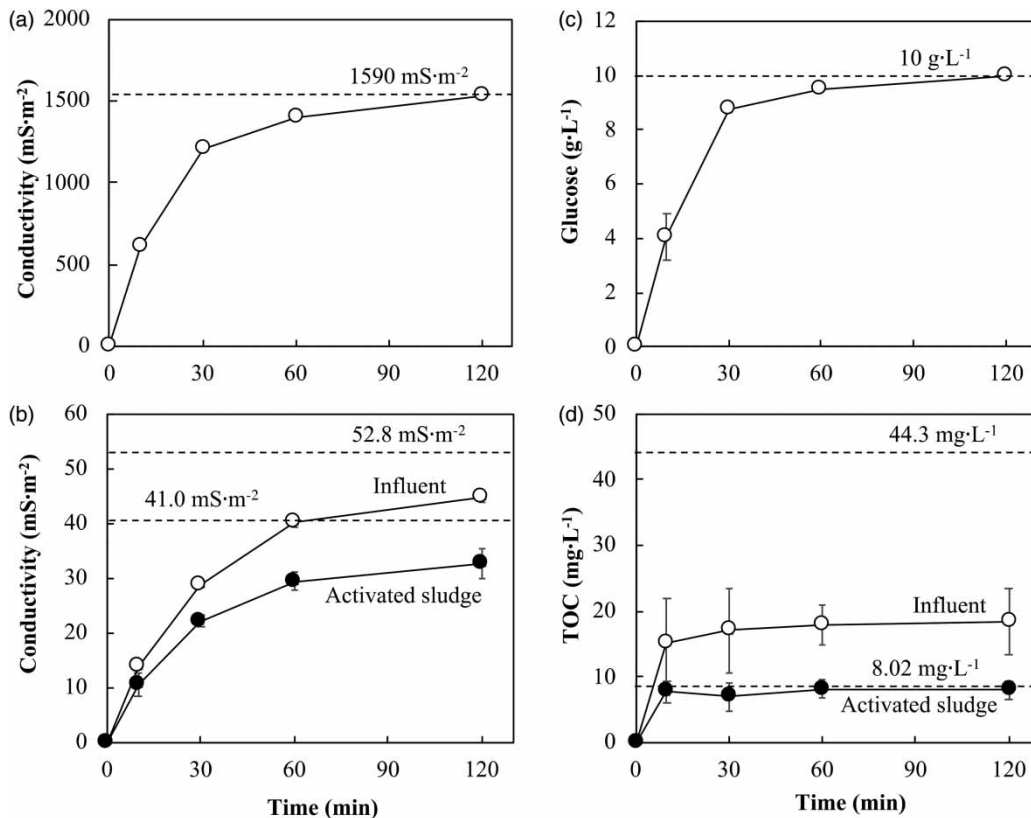 (a)
2000
1500
1000
500
0
Conductivity (mS·m⁻²)
1590 mS·m⁻²
0 30 60 90 120
(c)
12
10
8
6
4
2
0
Glucose (g·L⁻¹)
10 g·L⁻¹
0 30 60 90 120
(b)
60
50
40
30
20
10
0
Conductivity (mS·m⁻²)
52.8 mS·m⁻²
Influent
41.0 mS·m⁻²
Activated sludge
0 30 60 90 120
Time (min)
(d)
50
40
30
20
10
0
TOC (mg·L⁻¹)
44.3 mg·L⁻¹
Influent
8.02 mg·L⁻¹
Activated sludge
0 30 60 90 120
Time (min)